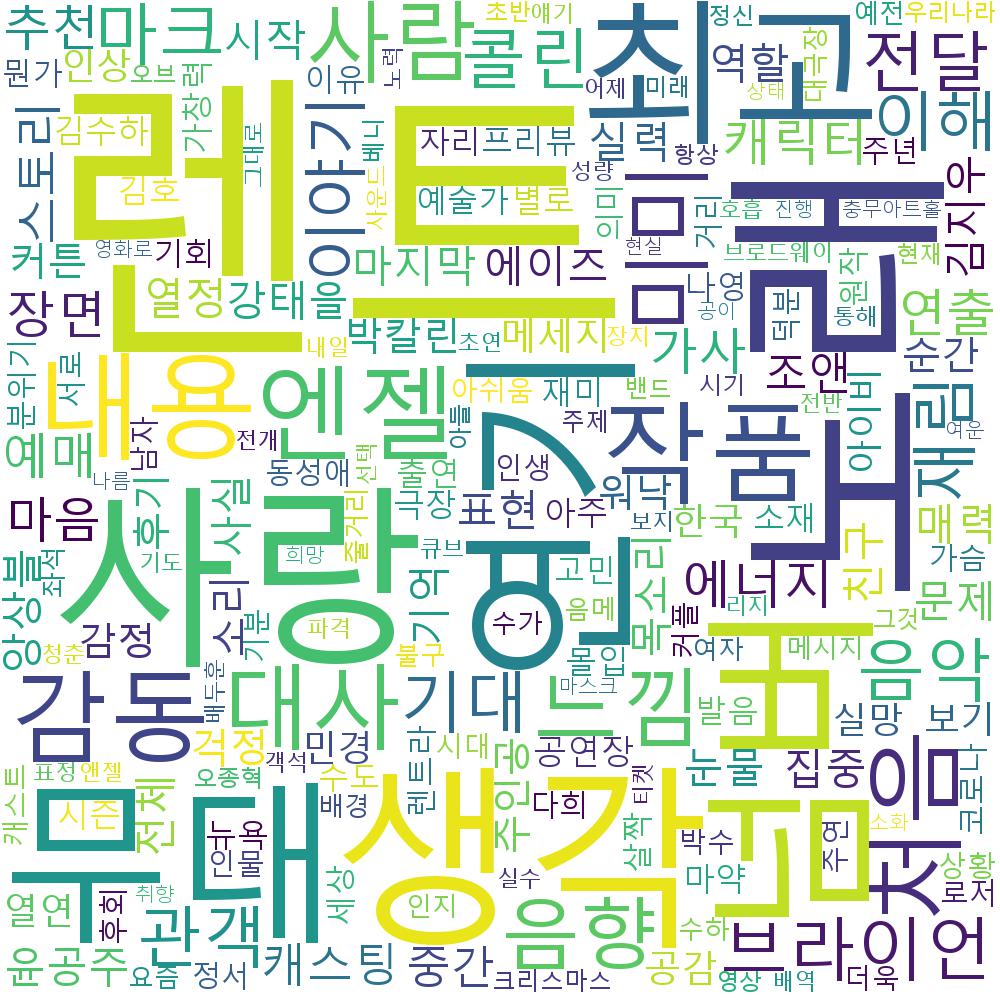 추천
마크
시작
사람
콜린
초반
얘기
최고
정신
예전
우리나라
뭔가
인상
오브
력
이유
노력
어제
미래
역할
대극장
상태
전달
이해
스토리
김수하
가창
렌트
그대로
이야기
베니
자리
프리뷰
실력
항상
캐릭터
주년
김호
사운드
예술가
별로
성량
의미
미미
거리
호흡
진행
충무아트홀
김지우
커튼
영화로
기회
마지막
에이즈
현실
브로드웨이
현재
장면
열정
강태을
나영
공이
덕분
원작
통해
연출
박칼린
초연
메세지
장지
가사
순간
분위기
서로
내용
내일
엔젤
아쉬움
재미
밴드
시기
조앤
전반
아이비
재림
여운
예매
남자
전개
아들
주제
작품
무대
연기
나름
동성애
선택
출연
인생
마음
후기
사실
줄거리
극장
표현
아주
워낙
보지
한국
소재
매력
앙상블
좌석
기도
사랑
희망
큐브
고민
목소리
에너지
친구
가슴
청춘
감정
소리
기분
파격
기억
불구
수가
음메
몰입
커플
여자
리지
메시지
그것
문제
감동
배두훈
대사
기대
마스크
느낌
발음
넘버
음악
실망
보기
표정
앤젤
걱정
객석
민경
라
시대
공연장
눈물
집중
처음
캐스트
시즌
전체
오종혁
수도
렌트
배경
주인공
다희
티켓
코로나
뉴욕
인물
생각
살짝
박수
주연
소화
열연
취향
후회
관객
세상
인지
실수
음향
마약
상황
로저
브라이언
윤공주
요즘
정서
캐스팅
중간
크리스마스
수하
공감
영상
배역
더욱